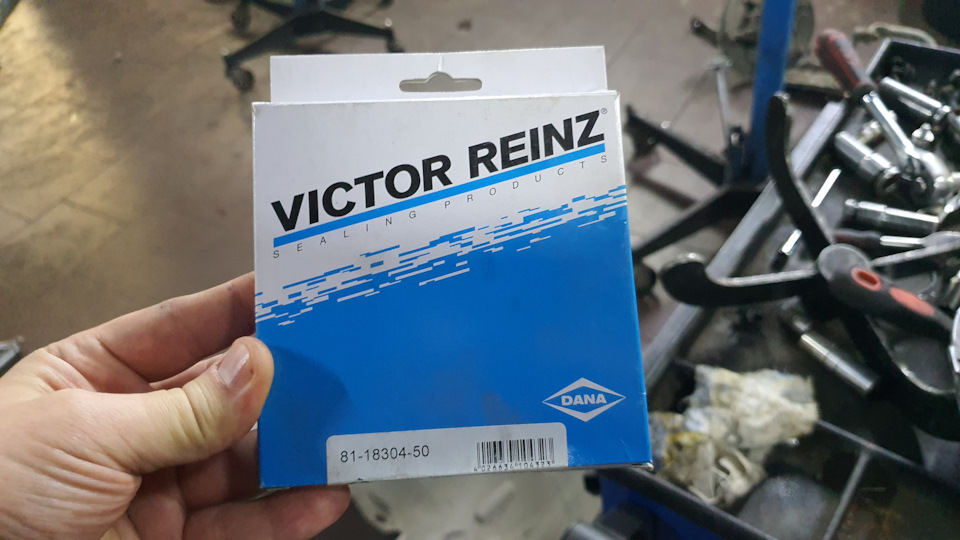 VICTOR REINZ®
SEALING PRODUCTS
DANA
81-18304-50